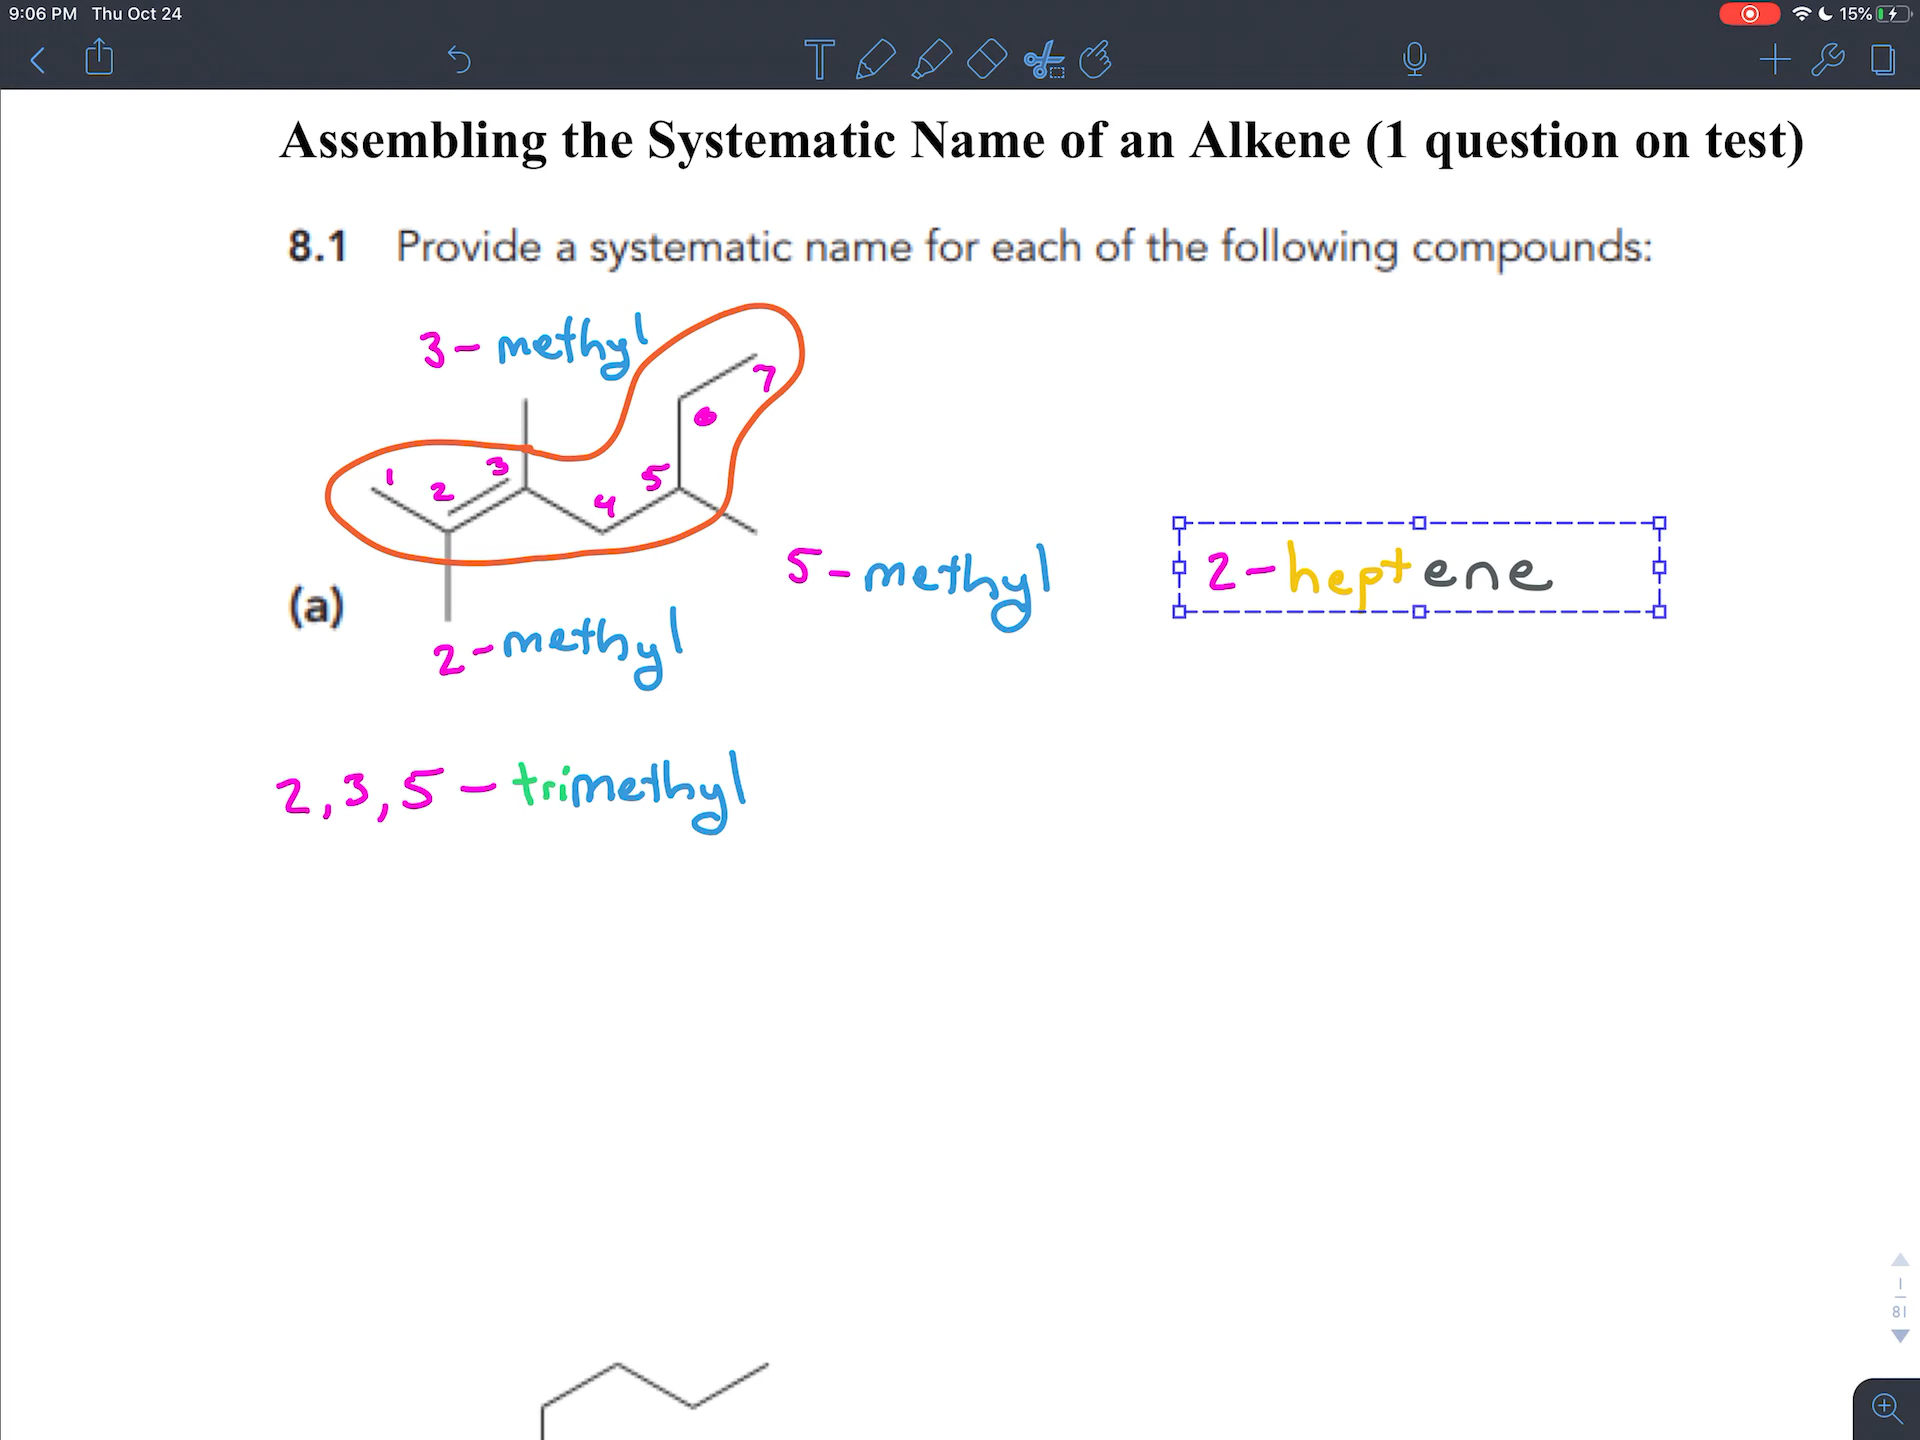 9:06 PM Thu Oct 24
15%
Assembling the Systematic Name of an Alkene (1 question on test)
8.1 Provide a systematic name for each of the following compounds:
3-methyl
7
6
1 2 3 4 5
5-methyl
2-heptene
(a)
2-methyl
2,3,5-trimethyl
1
81